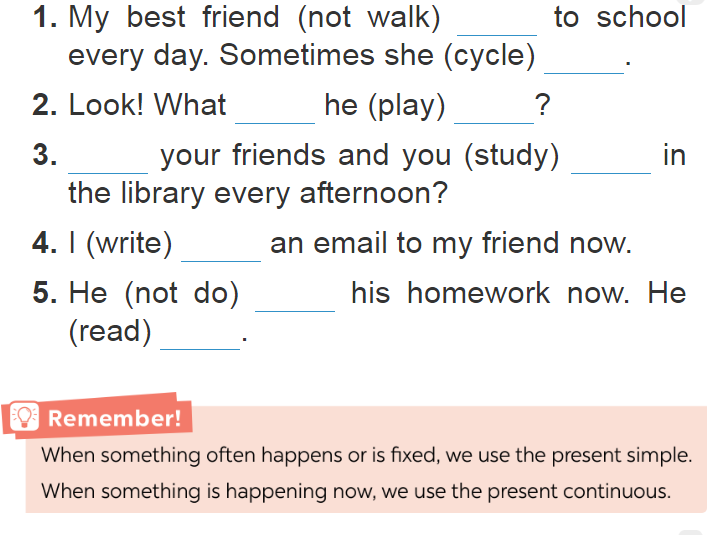 1. My best friend (not walk) _____ to school
every day. Sometimes she (cycle) _____.
2. Look! What _____ he (play) _____?
3. _____ your friends and you (study) _____ in
the library every afternoon?
4. I (write) _____ an email to my friend now.
5. He (not do) _____ his homework now. He
(read) _____.
Remember!
When something often happens or is fixed, we use the present simple.
When something is happening now, we use the present continuous.